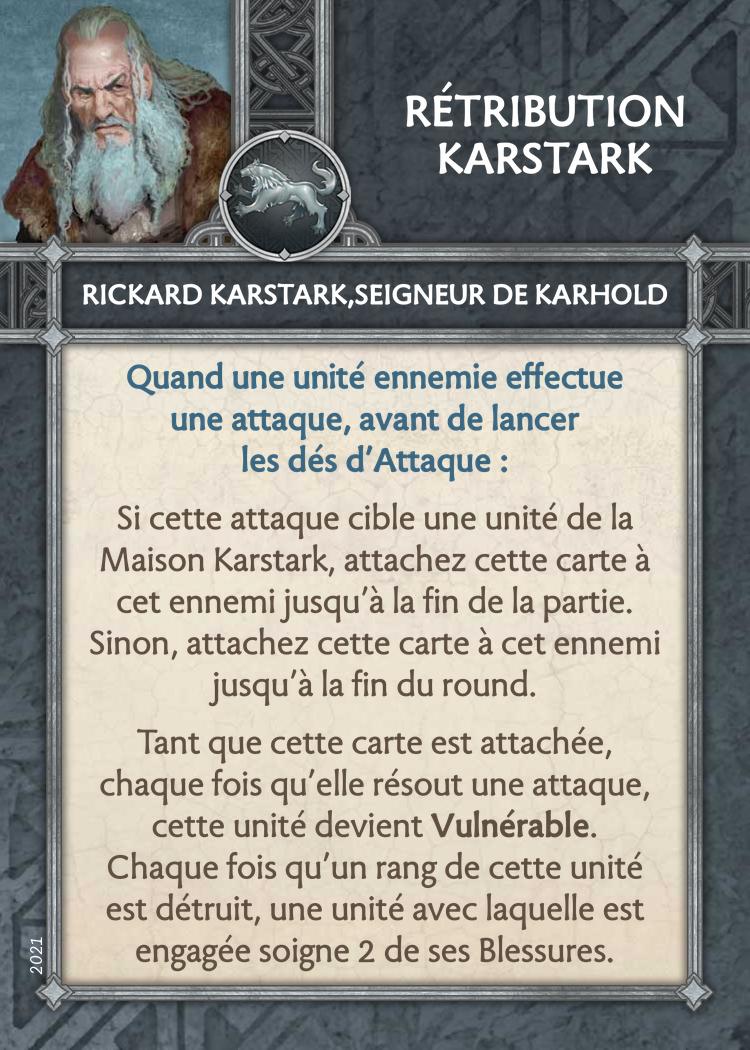 RÉTRIBUTION
KARSTARK
RICKARD KARSTARK,SEIGNEUR DE KARHOLD
Quand une unité ennemie effectue
une attaque, avant de lancer
les dés d’Attaque :
Si cette attaque cible une unité de la
Maison Karstark, attachez cette carte à
cet ennemi jusqu’à la fin de la partie.
Sinon, attachez cette carte à cet ennemi
jusqu’à la fin du round.
Tant que cette carte est attachée,
chaque fois qu’elle résout une attaque,
cette unité devient Vulnérable.
Chaque fois qu’un rang de cette unité
est détruit, une unité avec laquelle est
engagée soigne 2 de ses Blessures.
2021